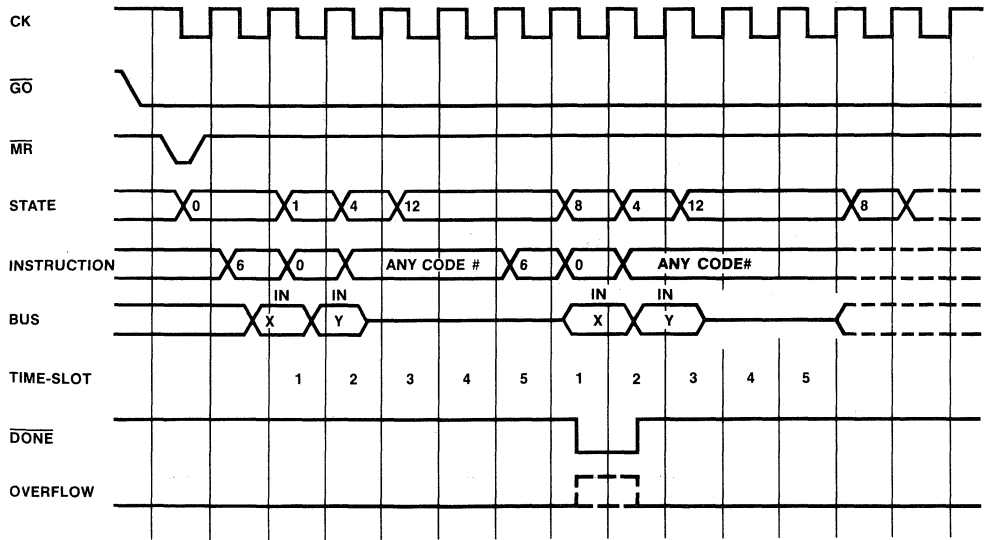 CK
GO
MR
STATE 0 1 4 12 8 4 12 8
INSTRUCTION 6 0 ANY CODE # 6 0 ANY CODE#
IN IN IN IN
BUS X Y X Y
TIME-SLOT 1 2 3 4 5 1 2 3 4 5
DONE
OVERFLOW